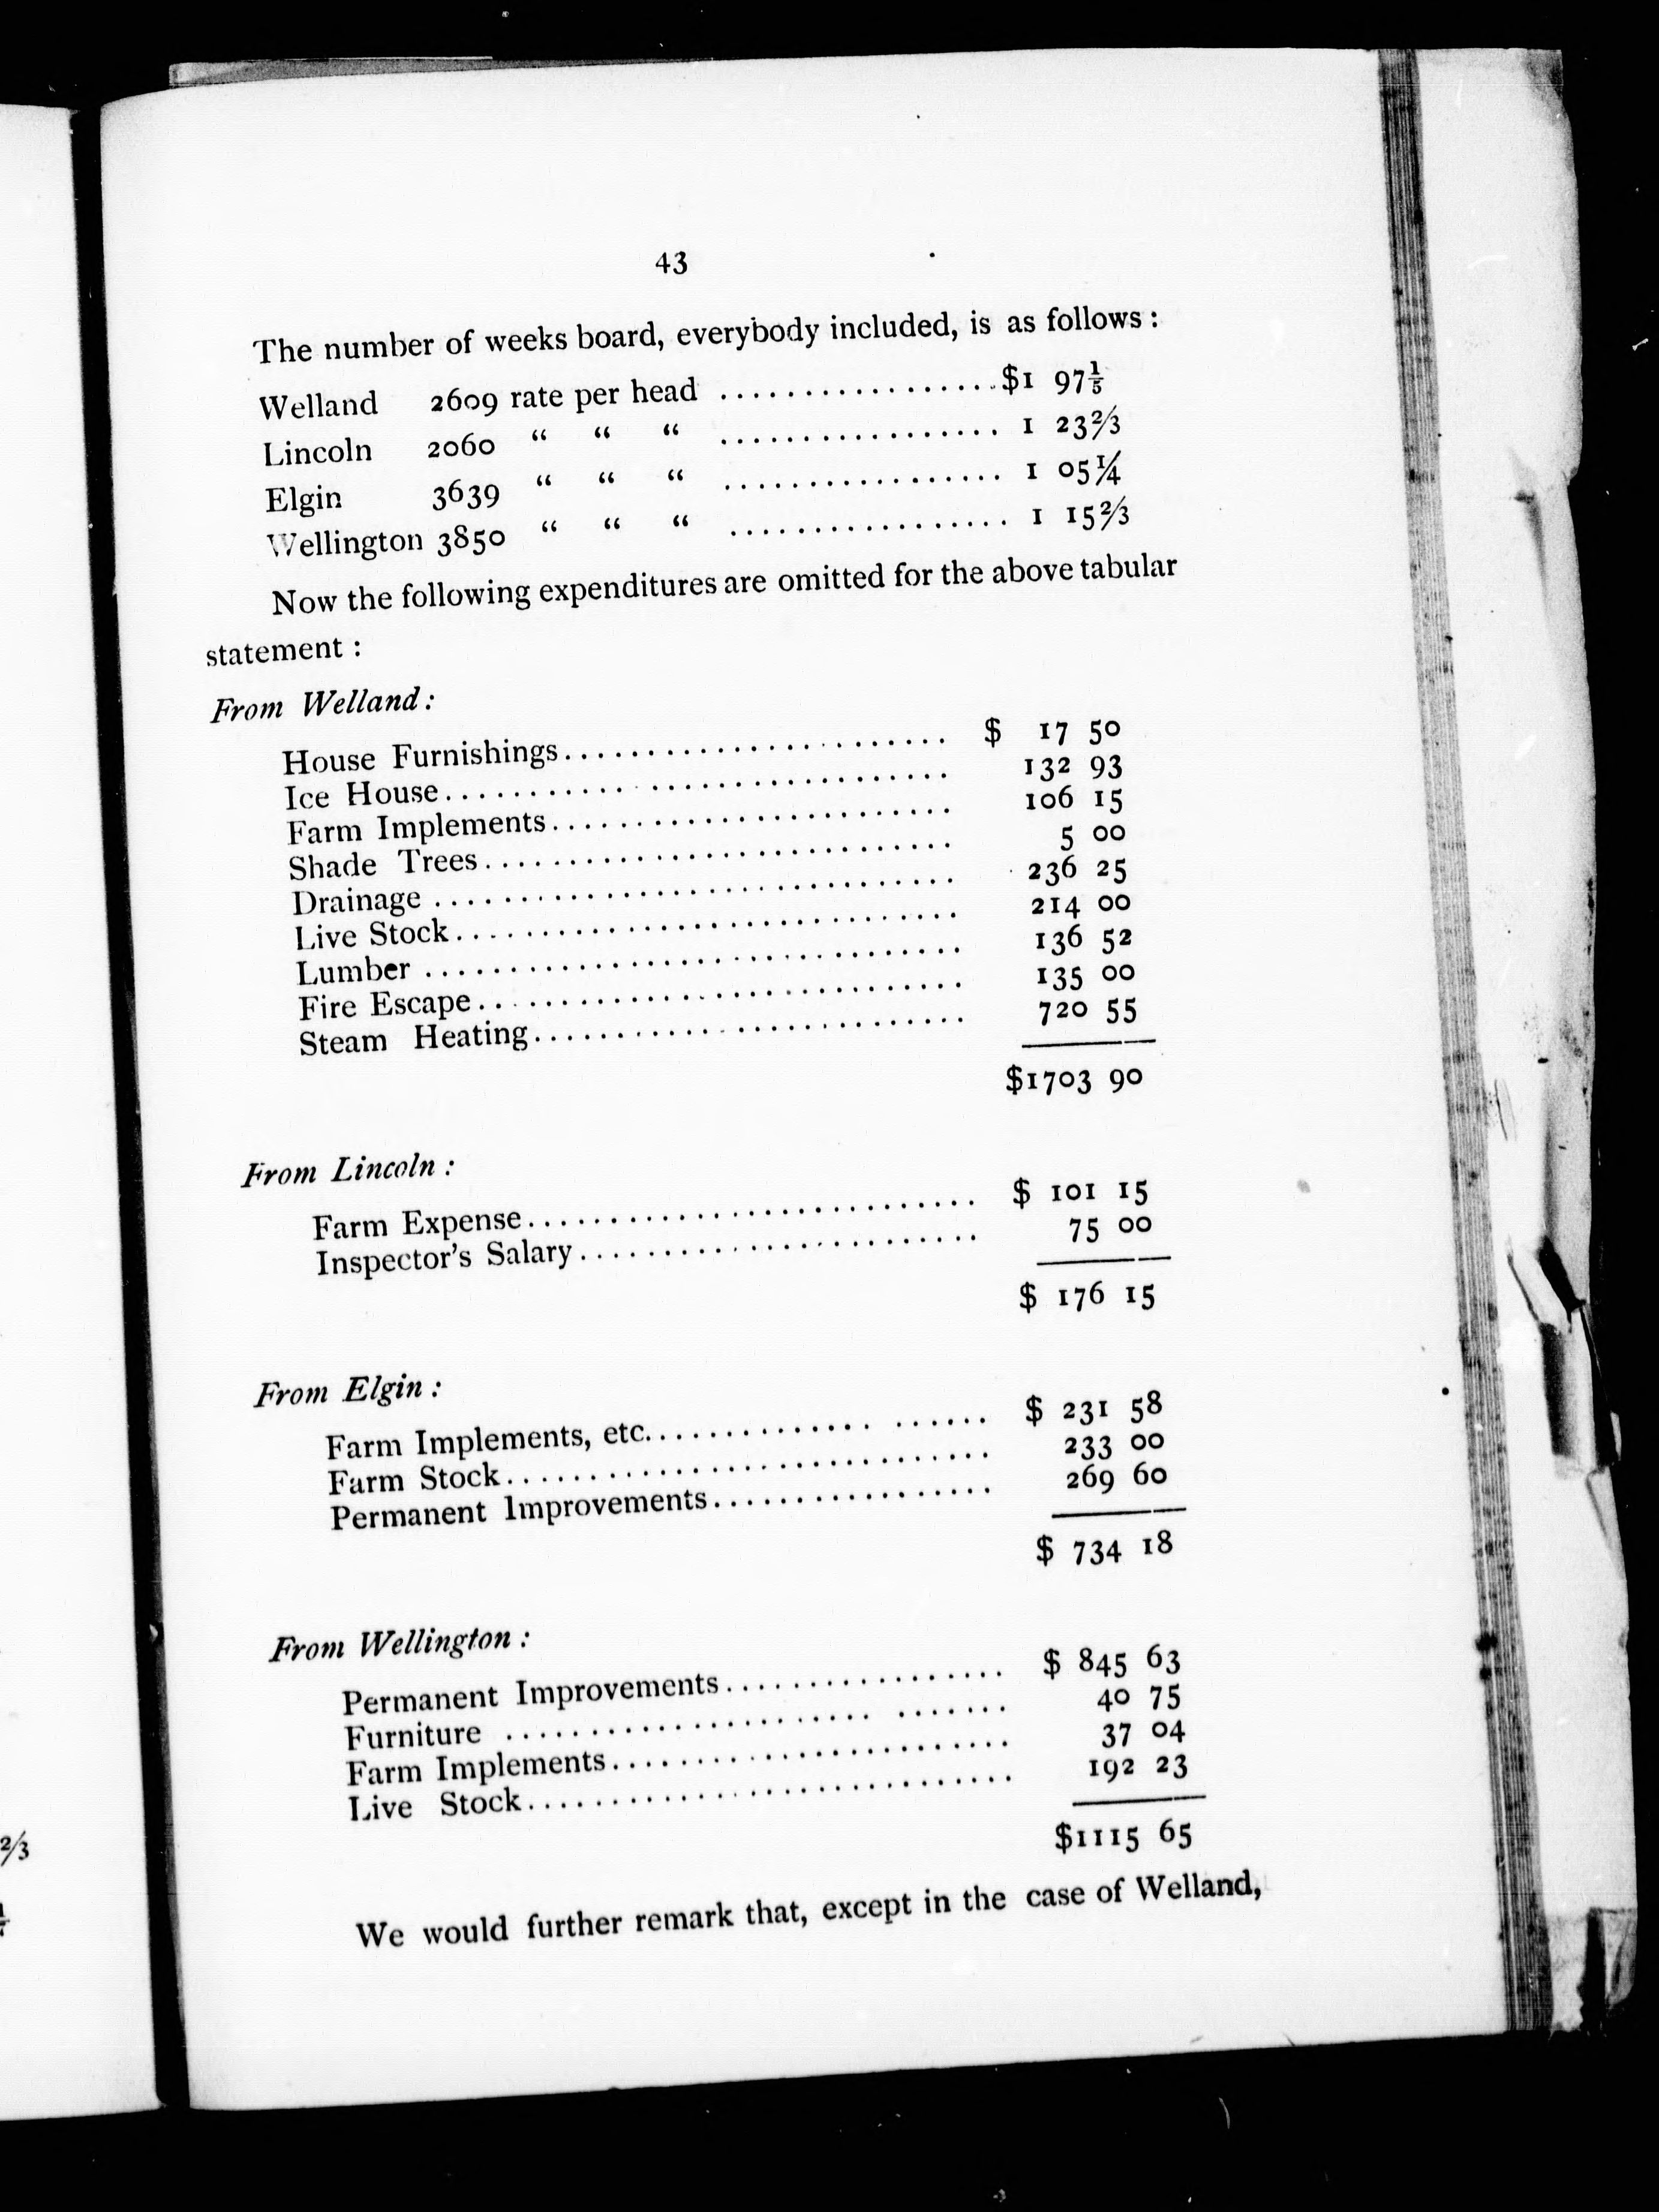 43
The number of weeks board, everybody included, is as follows :
Welland 2609 rate per head ................. $1 97⅕
Lincoln 2060 “ “ “ ................. 1 23⅔
Elgin 3639 “ “ “ ................. 1 05¼
Wellington 3850 “ “ “ ................. 1 15⅔
Now the following expenditures are omitted for the above tabular
statement :
From Welland :
House Furnishings........................ $ 17 50
Ice House.............................. 132 93
Farm Implements........................ 106 15
Shade Trees............................ 5 00
Drainage .............................. 236 25
Live Stock............................. 214 00
Lumber ................................ 136 52
Fire Escape............................ 135 00
Steam Heating.......................... 720 55
$1703 90
From Lincoln :
Farm Expense........................... $ 101 15
Inspector's Salary........................ 75 00
$ 176 15
From Elgin :
Farm Implements, etc.............. ...... $ 231 58
Farm Stock............................. 233 00
Permanent Improvements................. 269 60
$ 734 18
From Wellington :
Permanent Improvements................. $ 845 63
Furniture ...................... ....... 40 75
Farm Implements........................ 37 04
Live Stock............................. 192 23
$1115 65
We would further remark that, except in the case of Welland,
2/3